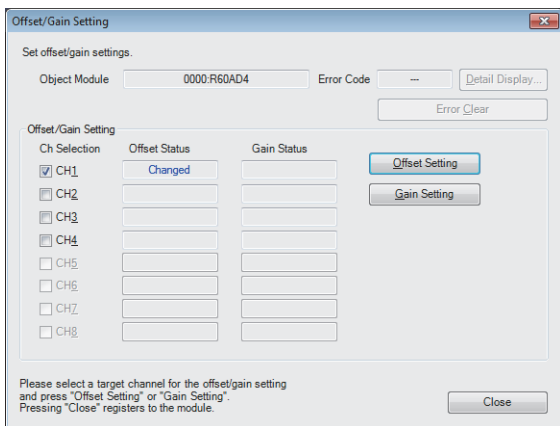 Offset/Gain Setting
Set offset/gain settings.
Object Module 0000:R60AD4 Error Code --- Detail Display...
Error Clear
Offset/Gain Setting
Ch Selection Offset Status Gain Status
CH1 Changed Offset Setting
CH2 Gain Setting
CH3
CH4
CH5
CH6
CH7
CH8
Please select a target channel for the offset/gain setting
and press "Offset Setting" or "Gain Setting".
Pressing "Close" registers to the module.
Close